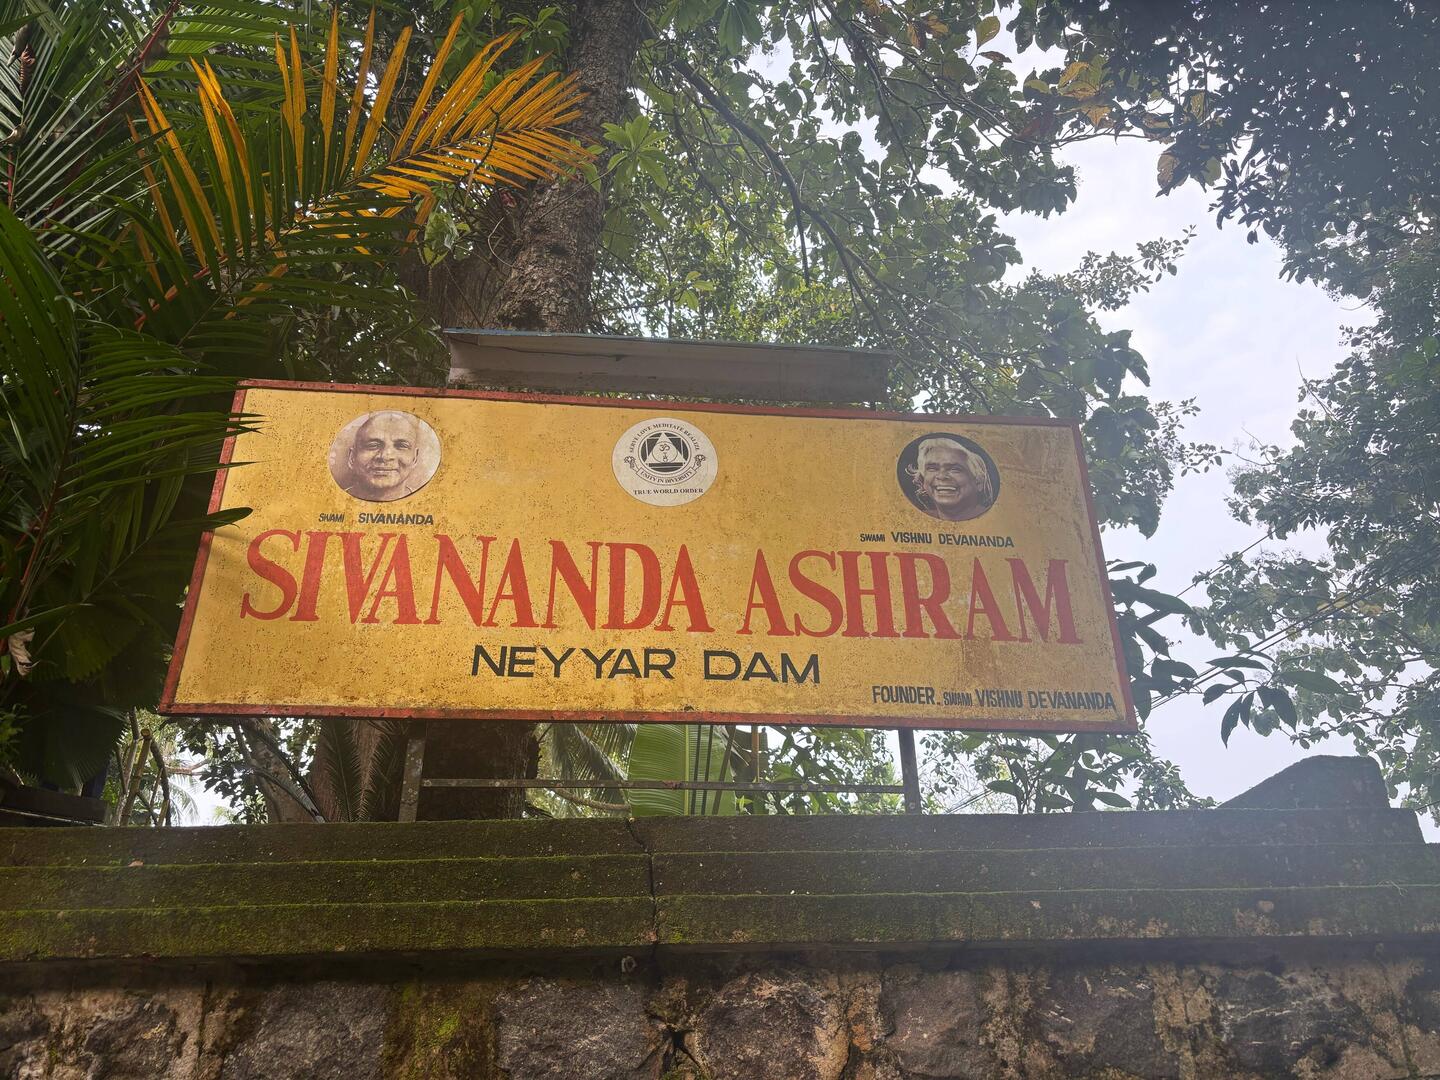 SERVE LOVE MEDITATE REALIZE
ॐ
UNITY IN DIVERSITY
TRUE WORLD ORDER
SWAMI SIVANANDA
SWAMI VISHNU DEVANANDA
SIVANANDA ASHRAM
NEYYAR DAM
FOUNDER. SWAMI VISHNU DEVANANDA